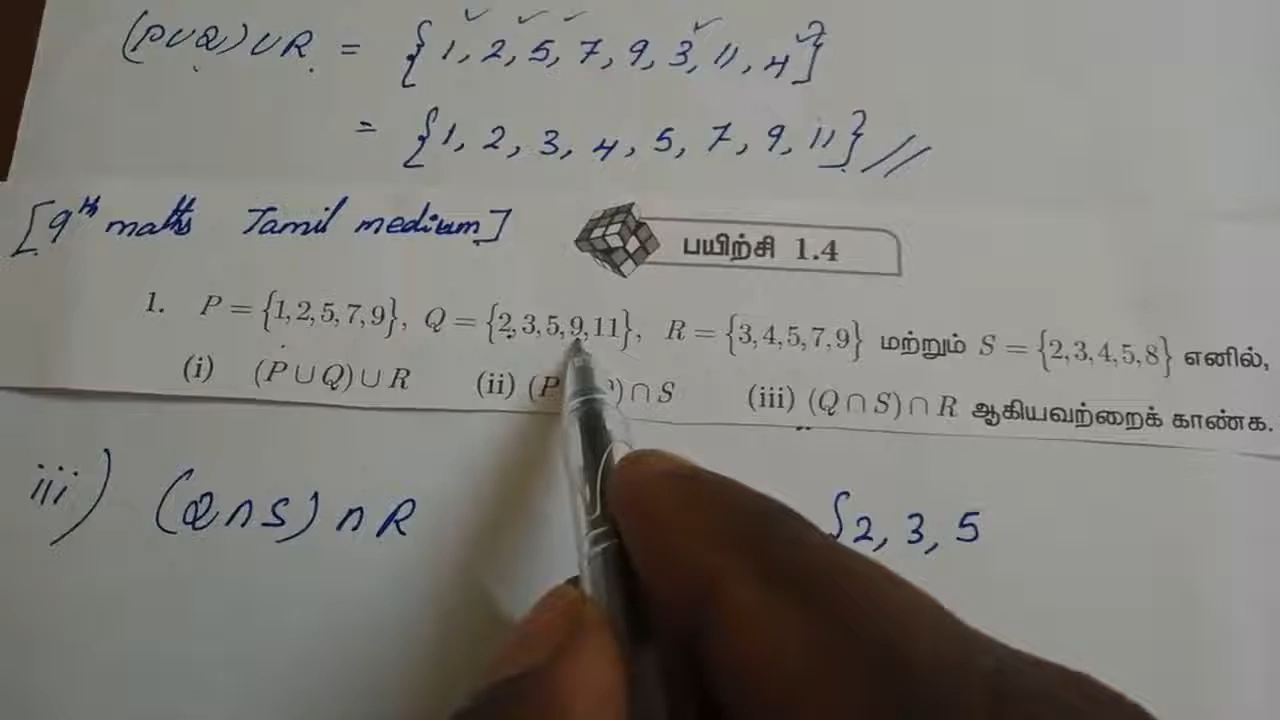 (P∪Q)∪R = {1, 2, 5, 7, 9, 3, 11, 4}
= {1, 2, 3, 4, 5, 7, 9, 11} //
[9th maths Tamil medium]
பயிற்சி 1.4
1. P = {1, 2, 5, 7, 9}, Q = {2, 3, 5, 9, 11}, R = {3, 4, 5, 7, 9} மற்றும் S = {2, 3, 4, 5, 8} எனில்,
(i) (P ∪ Q) ∪ R (ii) (P ) ∩ S (iii) (Q ∩ S) ∩ R ஆகியவற்றைக் காண்க.
iii) (Q∩S) ∩ R {2, 3, 5